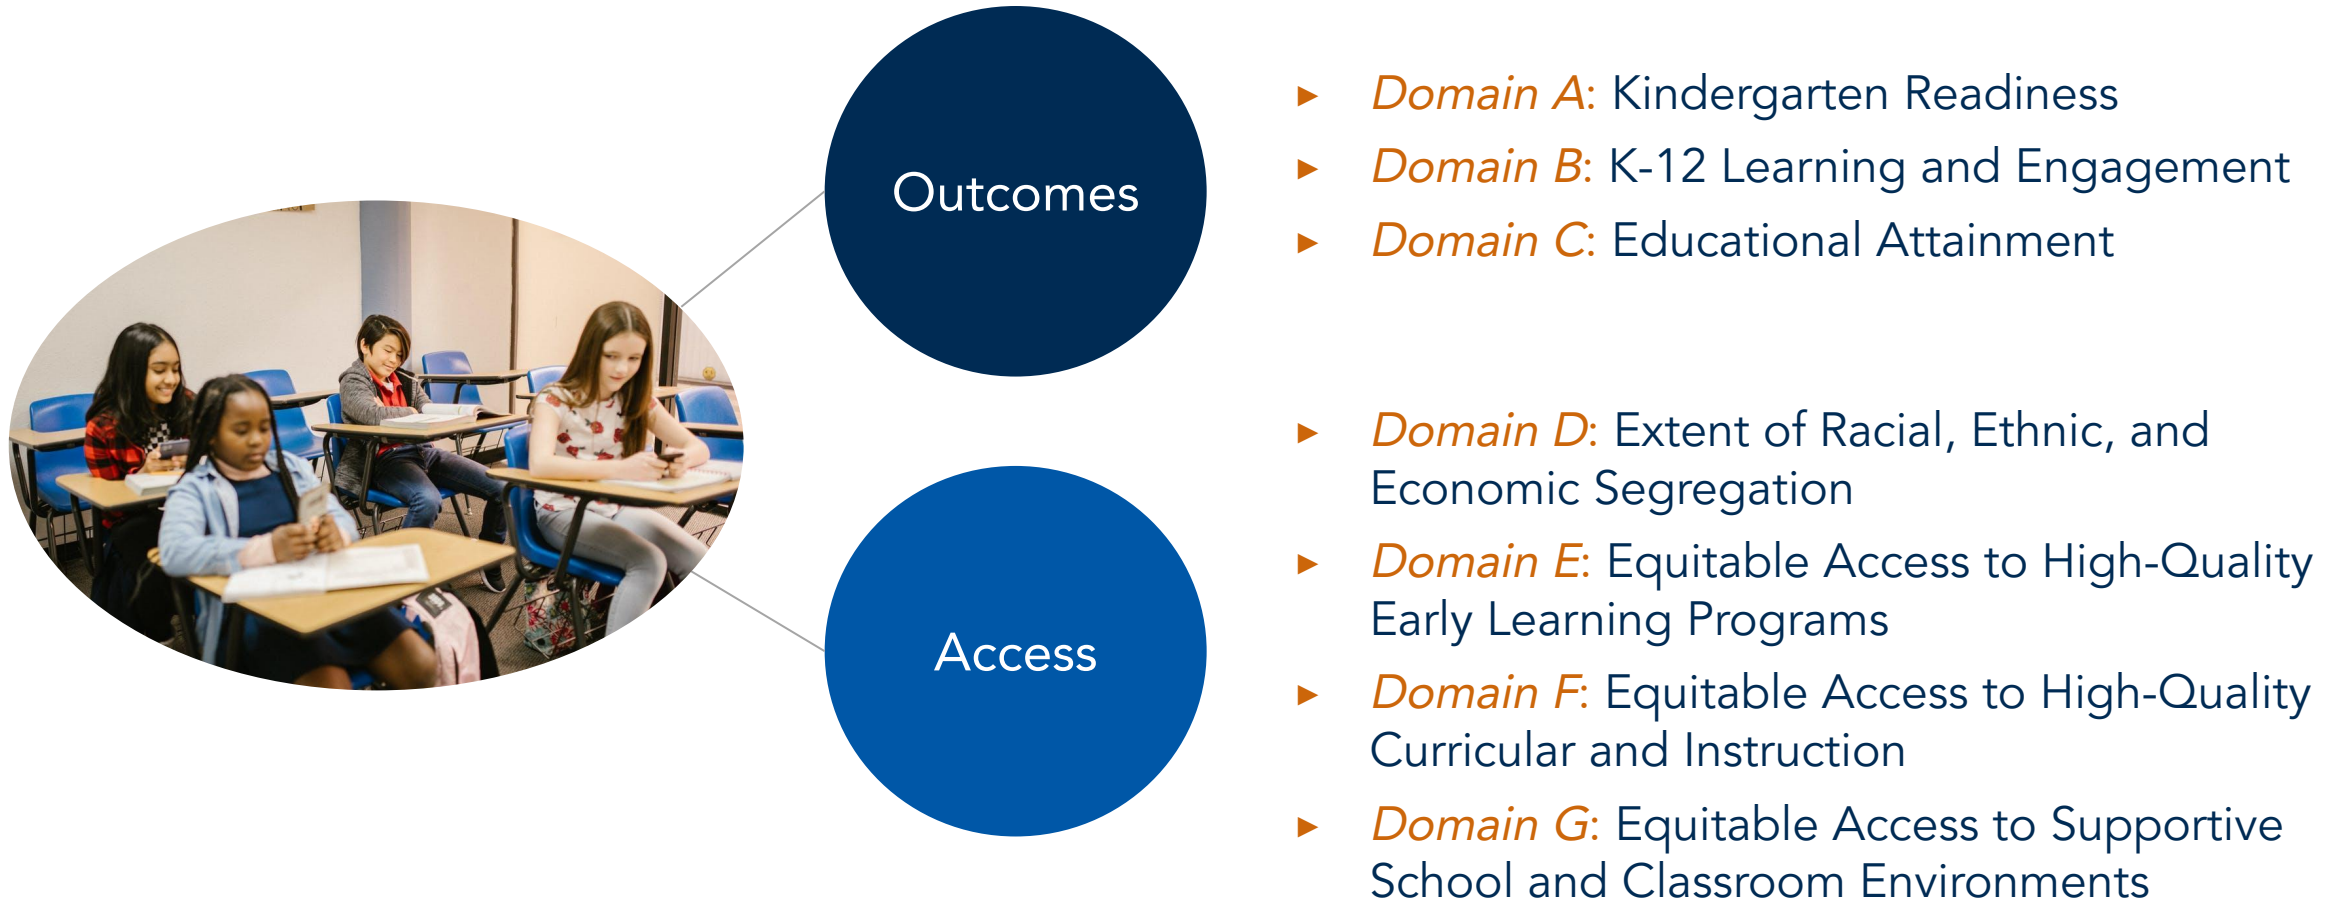 Outcomes
► Domain A: Kindergarten Readiness
► Domain B: K-12 Learning and Engagement
► Domain C: Educational Attainment
Access
► Domain D: Extent of Racial, Ethnic, and
Economic Segregation
► Domain E: Equitable Access to High-Quality
Early Learning Programs
► Domain F: Equitable Access to High-Quality
Curricular and Instruction
► Domain G: Equitable Access to Supportive
School and Classroom Environments